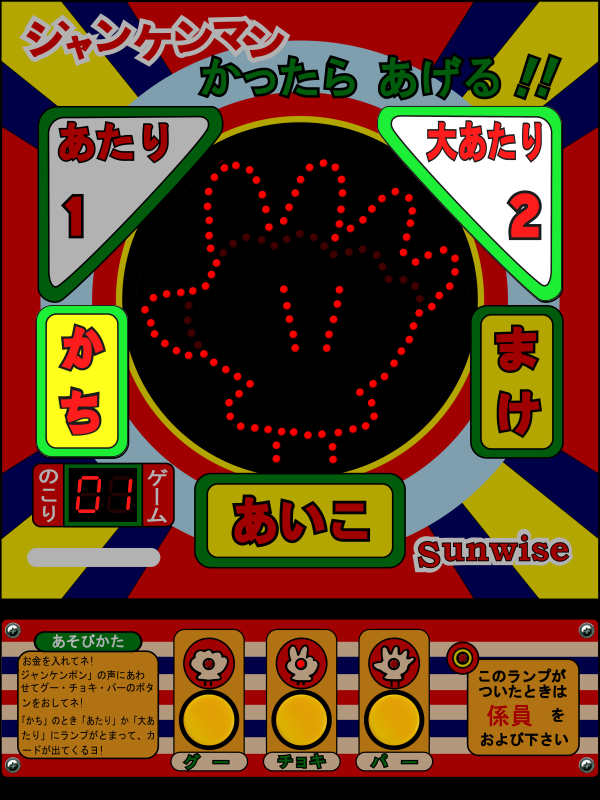 ジャンケンマン
かったら あげる !!
あたり
1
大あたり
2
かち
まけ
のこり
01
ゲーム
あいこ
Sunwise
あそびかた
お金を入れてネ!
ジャンケンポン」の声にあわ
せてグー・チョキ・パーのボタ
ンをおしてネ!
「かち」のとき「あたり」か「大あ
たり」にランプがとまって、カ
ードが出てくるヨ!
グー
チョキ
パー
このランプが
ついたときは
係員 を
および下さい